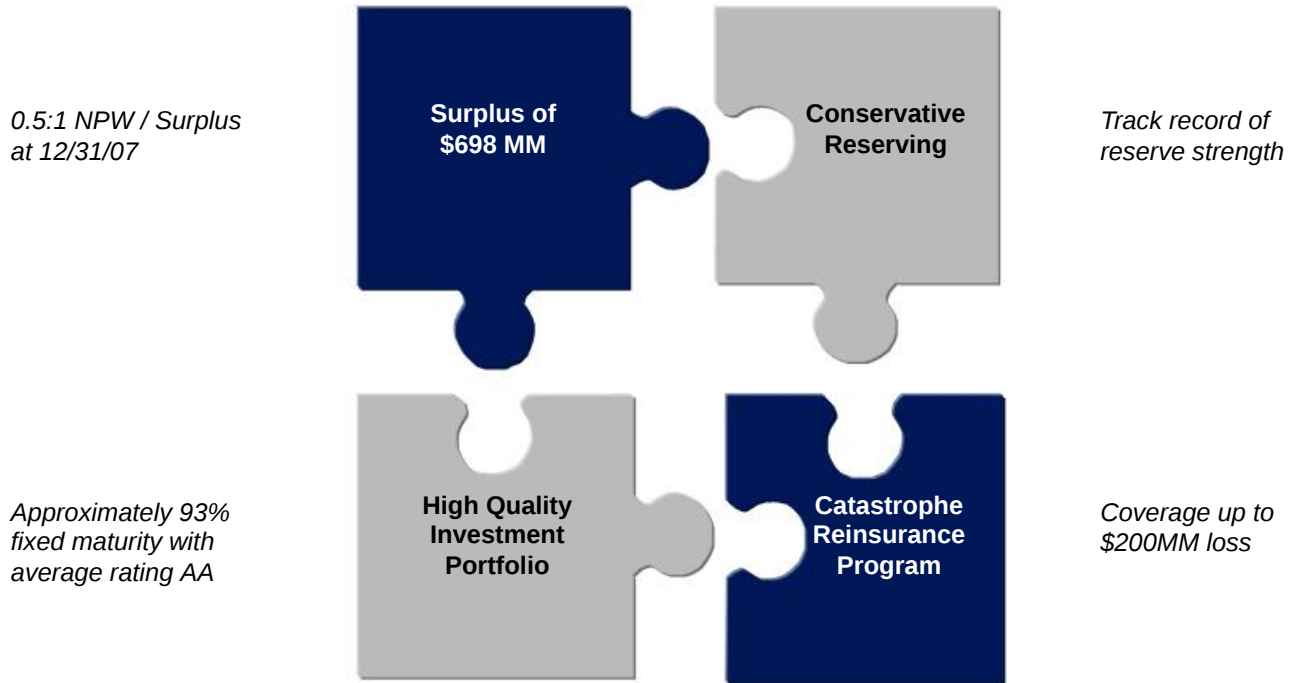 0.5:1 NPW / Surplus
at 12/31/07
Surplus of
$698 MM
Conservative
Reserving
Track record of
reserve strength
Approximately 93%
fixed maturity with
average rating AA
High Quality
Investment
Portfolio
Catastrophe
Reinsurance
Program
Coverage up to
$200MM loss